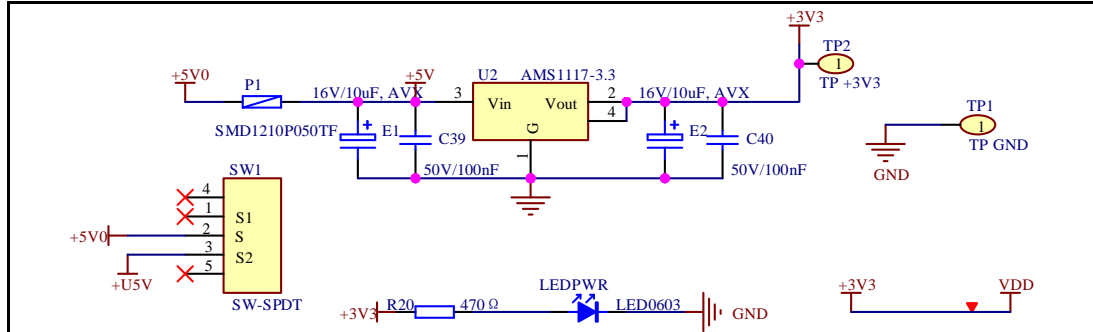 +3V3
TP2
1
TP +3V3
+5V0
P1
+5V
U2
AMS1117-3.3
16V/10uF, AVX
3
Vin
Vout
2
4
16V/10uF, AVX
SMD1210P050TF
E1
C39
G
1
E2
C40
50V/100nF
50V/100nF
TP1
1
TP GND
GND
SW1
4
1
S1
+5V0
2
S
3
S2
+U5V
5
SW-SPDT
+3V3
R20
470Ω
LEDPWR
LED0603
GND
+3V3
VDD